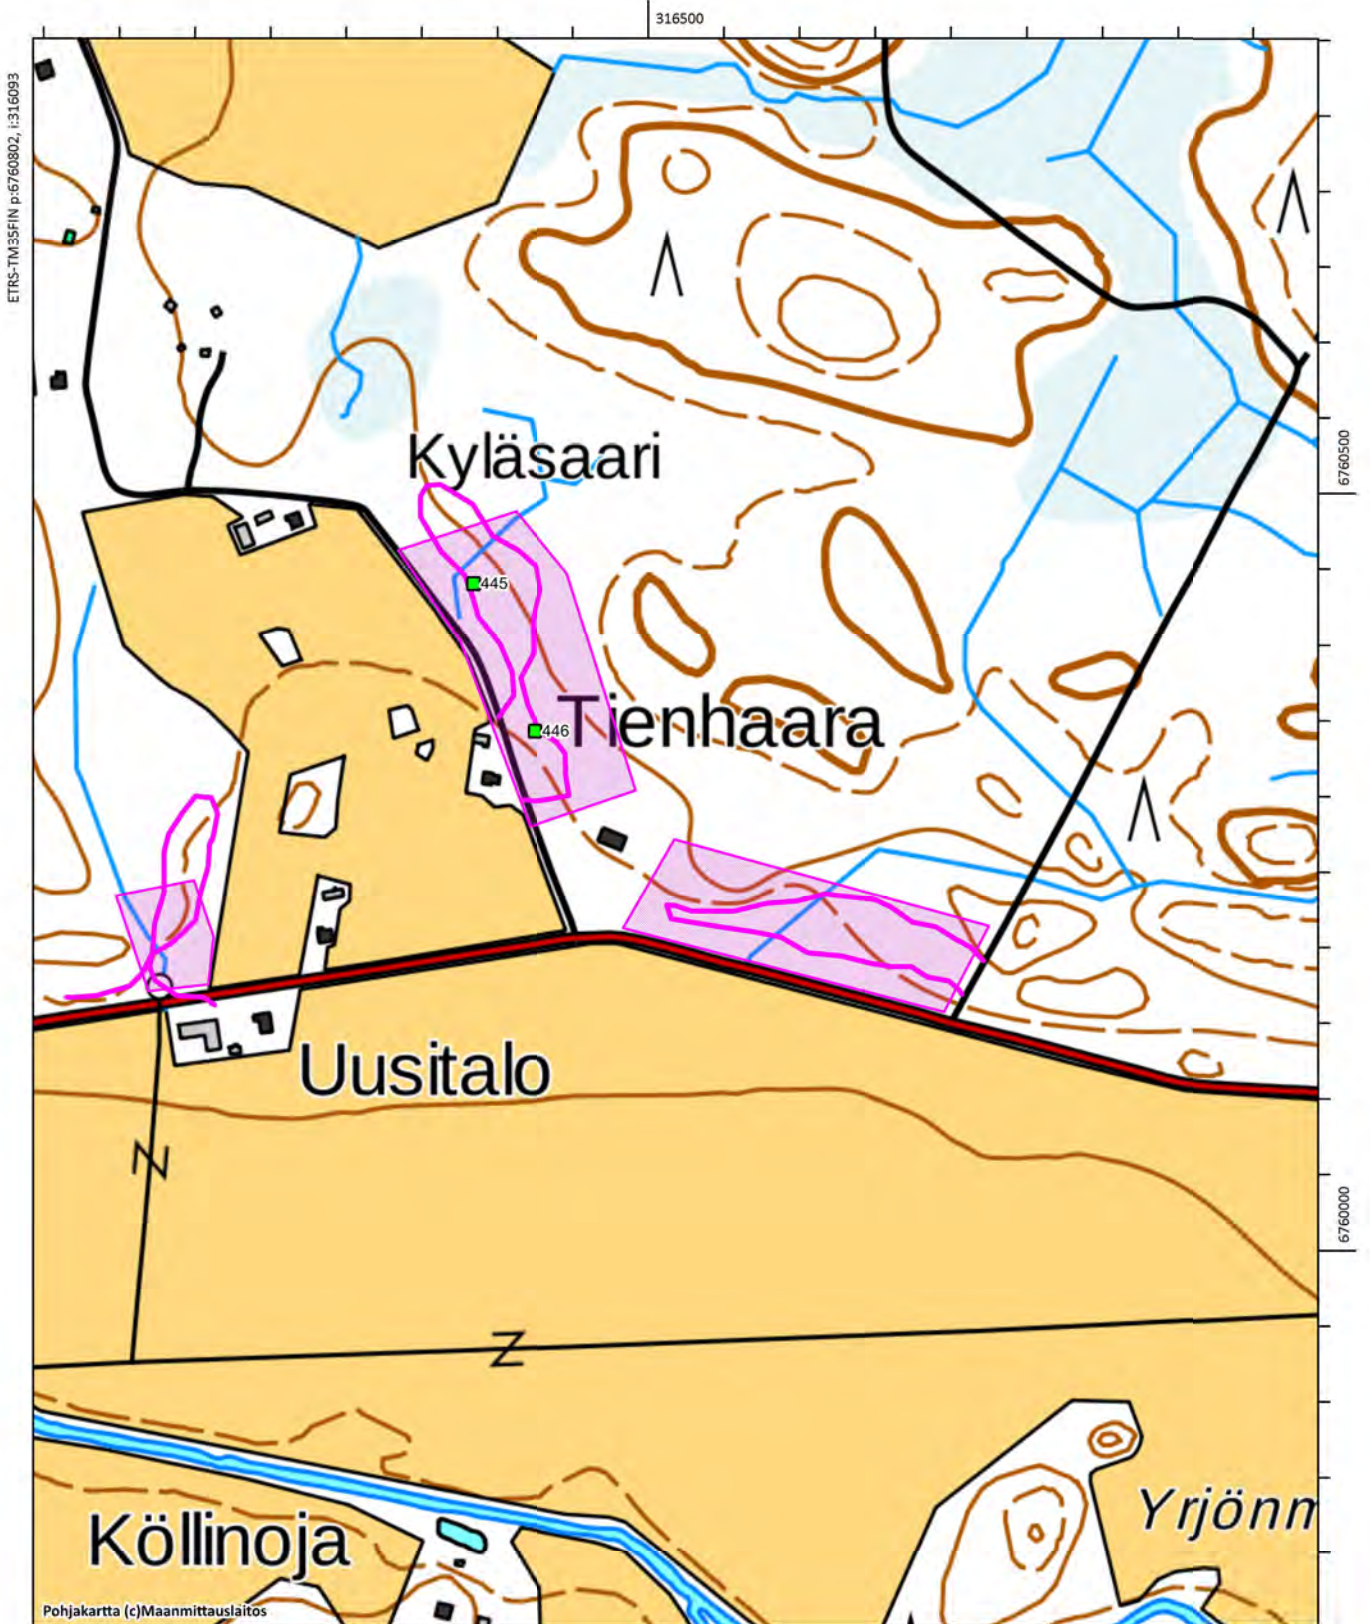 316500
ETRS-TM35FIN p:6760802, i:316093
6760500
Kyläsaari
445
Tienhaara
446
Uusitalo
6760000
N
Z
Köllinoja
Yrjönm
Pohjakartta (c)Maanmittauslaitos